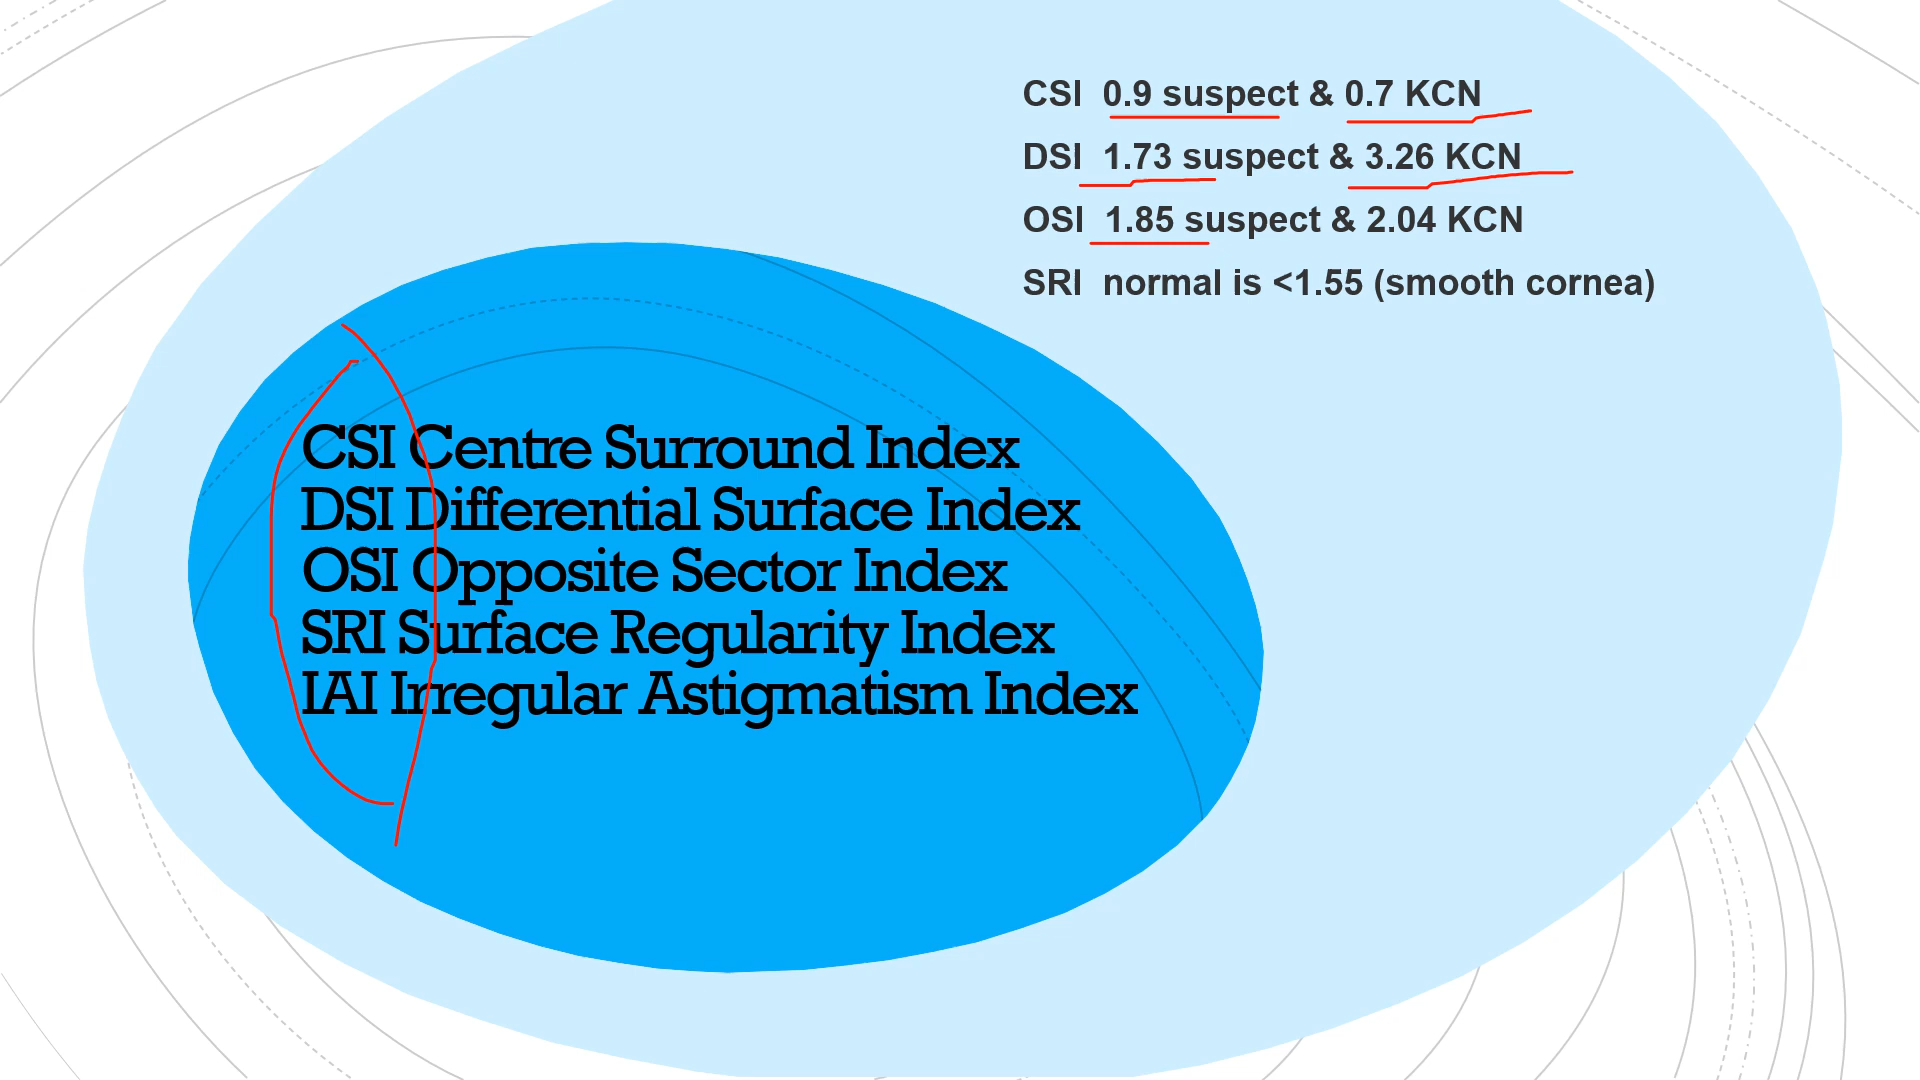 CSI 0.9 suspect & 0.7 KCN
DSI 1.73 suspect & 3.26 KCN
OSI 1.85 suspect & 2.04 KCN
SRI normal is <1.55 (smooth cornea)
CSI Centre Surround Index
DSI Differential Surface Index
OSI Opposite Sector Index
SRI Surface Regularity Index
IAI Irregular Astigmatism Index